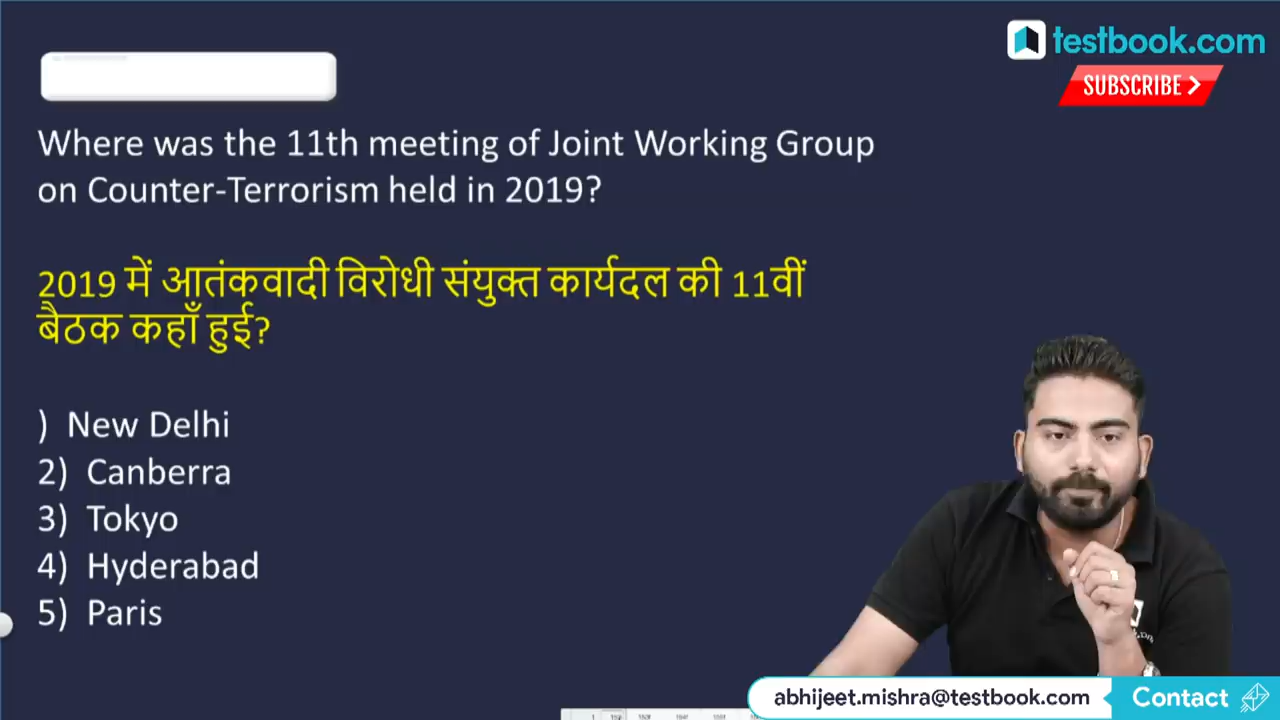 testbook.com
SUBSCRIBE
Where was the 11th meeting of Joint Working Group
on Counter-Terrorism held in 2019?
2019 में आतंकवादी विरोधी संयुक्त कार्यदल की 11वीं
बैठक कहाँ हुई?
) New Delhi
2) Canberra
3) Tokyo
4) Hyderabad
5) Paris
abhijeet.mishra@testbook.com Contact